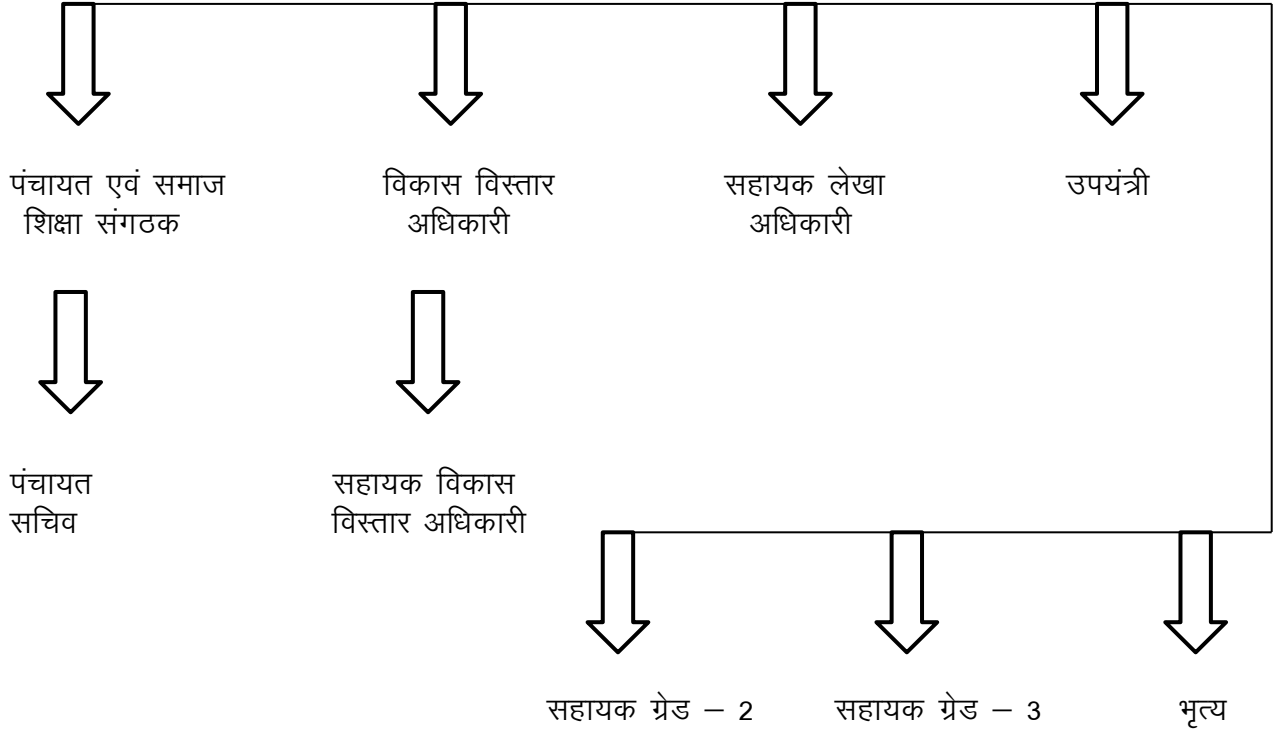 पंचायत एवं समाज
शिक्षा संगठक
विकास विस्तार
अधिकारी
सहायक लेखा
अधिकारी
उपयंत्री
पंचायत
सचिव
सहायक विकास
विस्तार अधिकारी
सहायक ग्रेड – 2
सहायक ग्रेड – 3
भृत्य